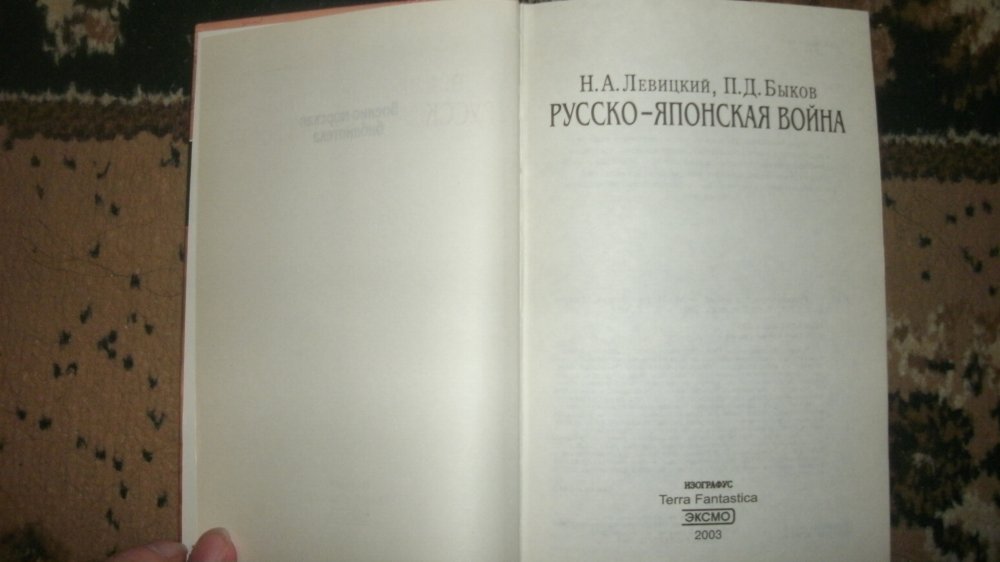 Н. А. Левицкий, П. Д. Быков
РУССКО-ЯПОНСКАЯ ВОЙНА
ИЗОГРАФУС
Terra Fantastica
ЭКСМО
2003